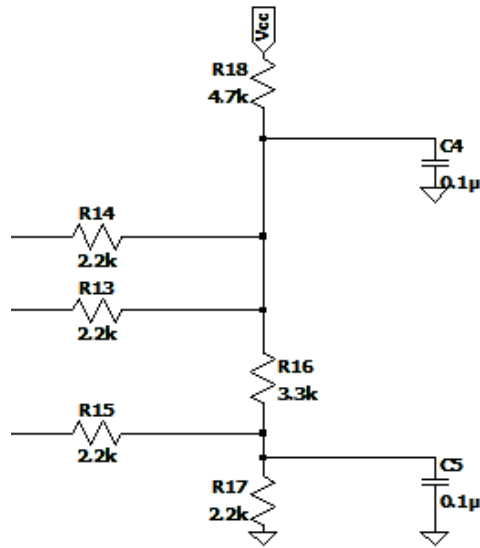 Vcc
R18
4.7k
C4
0.1µ
R14
2.2k
R13
2.2k
R16
3.3k
R15
2.2k
C5
R17
0.1µ
2.2k